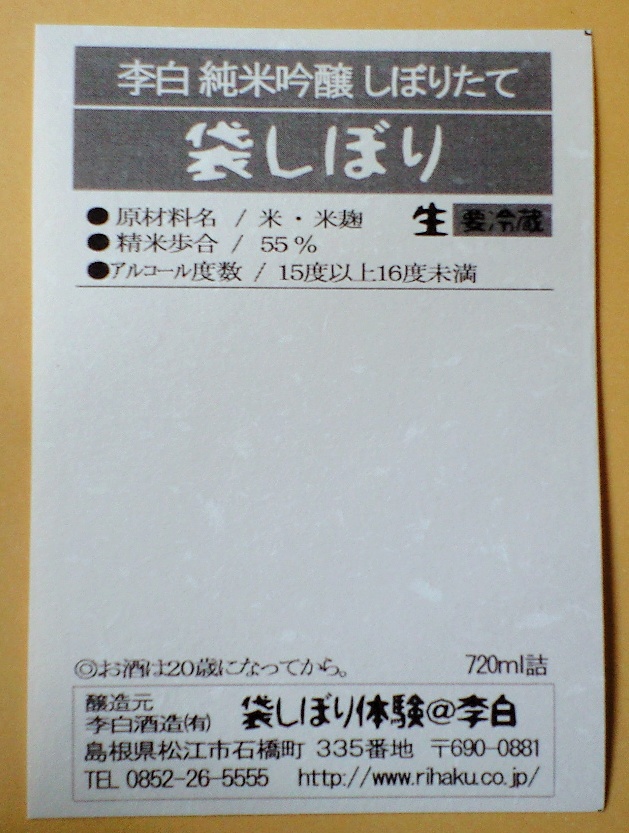 李白 純米吟醸 しぼりたて
袋しぼり
●原材料名 / 米・米麹 生 要冷蔵
●精米歩合 / 55%
●アルコール度数 / 15度以上16度未満
◎お酒は20歳になってから。 720ml詰
醸造元
李白酒造㈲ 袋しぼり体験@李白
島根県松江市石橋町 335番地 〒690-0881
TEL 0852-26-5555 http://www.rihaku.co.jp/